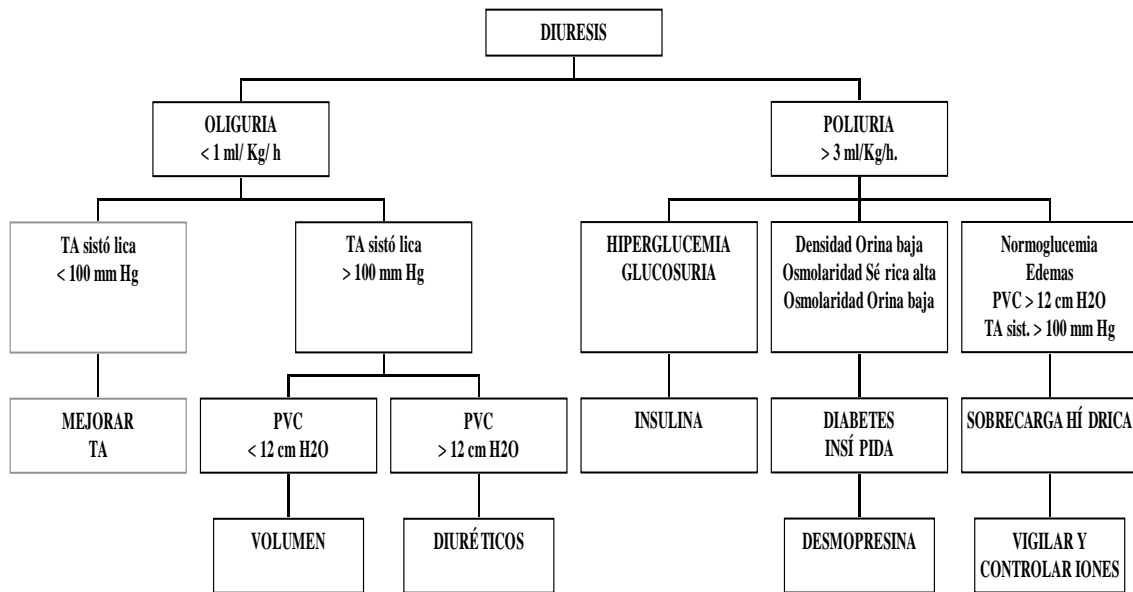 DIURESIS
OLIGURIA
< 1 ml/ Kg/ h
POLIURIA
> 3 ml/Kg/h.
TA sistó lica
< 100 mm Hg
TA sistó lica
> 100 mm Hg
HIPERGLUCEMIA
GLUCOSURIA
Densidad Orina baja
Osmolaridad Sé rica alta
Osmolaridad Orina baja
Normoglucemia
Edemas
PVC > 12 cm H2O
TA sist. > 100 mm Hg
MEJORAR
TA
PVC
< 12 cm H2O
PVC
> 12 cm H2O
INSULINA
DIABETES
INSÍ PIDA
SOBRECARGA HÍ DRICA
VOLUMEN
DIURÉTICOS
DESMOPRESINA
VIGILAR Y
CONTROLAR IONES